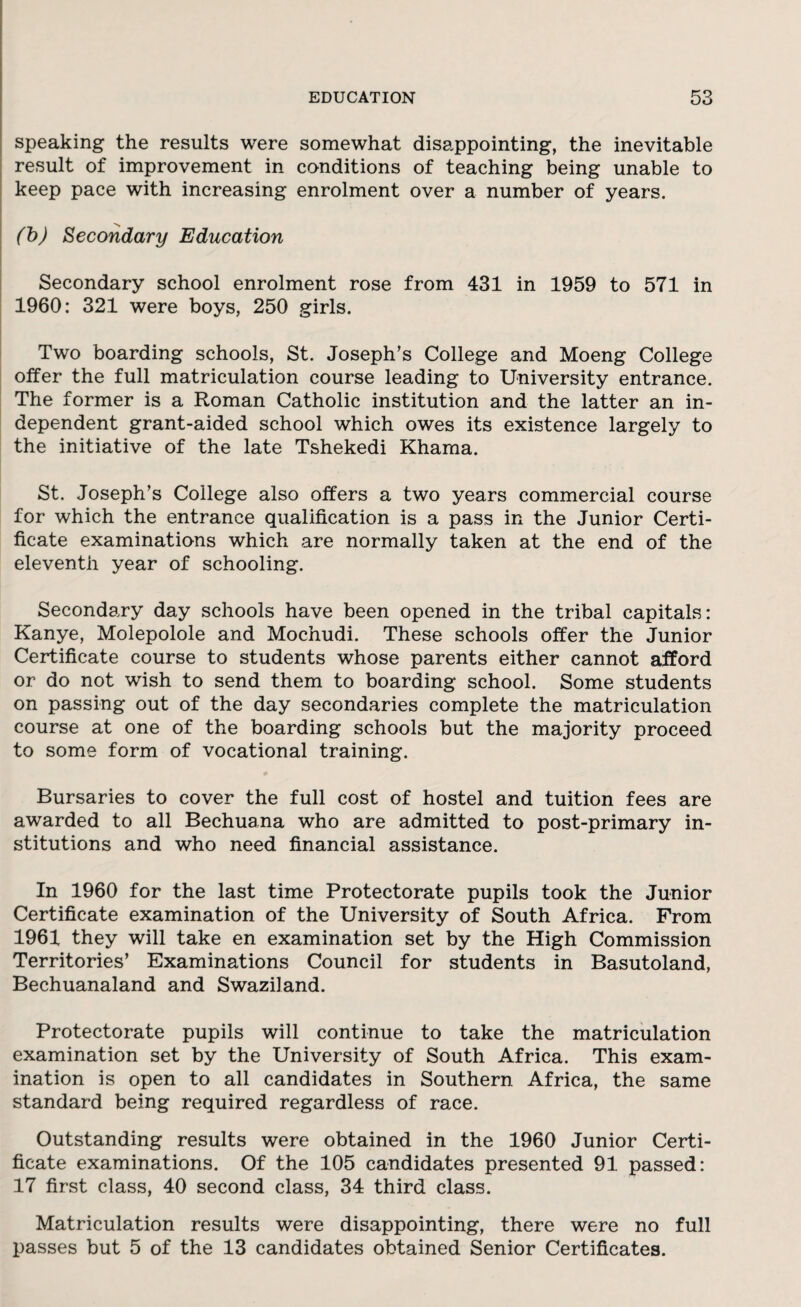 EDUCATION 53
speaking the results were somewhat disappointing, the inevitable
result of improvement in conditions of teaching being unable to
keep pace with increasing enrolment over a number of years.
(b) Secondary Education
Secondary school enrolment rose from 431 in 1959 to 571 in
1960: 321 were boys, 250 girls.
Two boarding schools, St. Joseph's College and Moeng College
offer the full matriculation course leading to University entrance.
The former is a Roman Catholic institution and the latter an in-
dependent grant-aided school which owes its existence largely to
the initiative of the late Tshekedi Khama.
St. Joseph's College also offers a two years commercial course
for which the entrance qualification is a pass in the Junior Certi-
ficate examinations which are normally taken at the end of the
eleventh year of schooling.
Secondary day schools have been opened in the tribal capitals:
Kanye, Molepolole and Mochudi. These schools offer the Junior
Certificate course to students whose parents either cannot afford
or do not wish to send them to boarding school. Some students
on passing out of the day secondaries complete the matriculation
course at one of the boarding schools but the majority proceed
to some form of vocational training.
Bursaries to cover the full cost of hostel and tuition fees are
awarded to all Bechuana who are admitted to post-primary in-
stitutions and who need financial assistance.
In 1960 for the last time Protectorate pupils took the Junior
Certificate examination of the University of South Africa. From
1961 they will take en examination set by the High Commission
Territories' Examinations Council for students in Basutoland,
Bechuanaland and Swaziland.
Protectorate pupils will continue to take the matriculation
examination set by the University of South Africa. This exam-
ination is open to all candidates in Southern Africa, the same
standard being required regardless of race.
Outstanding results were obtained in the 1960 Junior Certi-
ficate examinations. Of the 105 candidates presented 91 passed:
17 first class, 40 second class, 34 third class.
Matriculation results were disappointing, there were no full
passes but 5 of the 13 candidates obtained Senior Certificates.